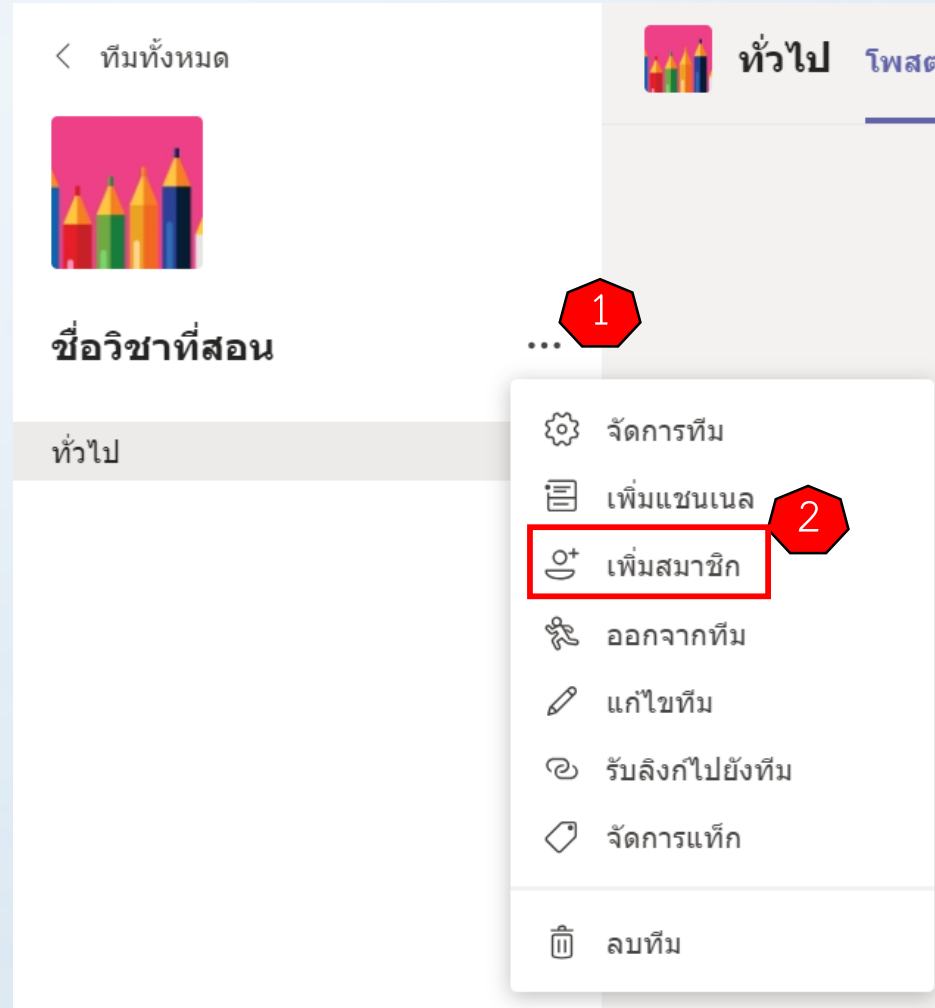 ทีมทั้งหมด
ทั่วไป โพสต
ชื่อวิชาที่สอน ...
1
ทั่วไป
จัดการทีม
เพิ่มแชนเนล
2
เพิ่มสมาชิก
ออกจากทีม
แก้ไขทีม
รับลิงก์ไปยังทีม
จัดการแท็ก
ลบทีม